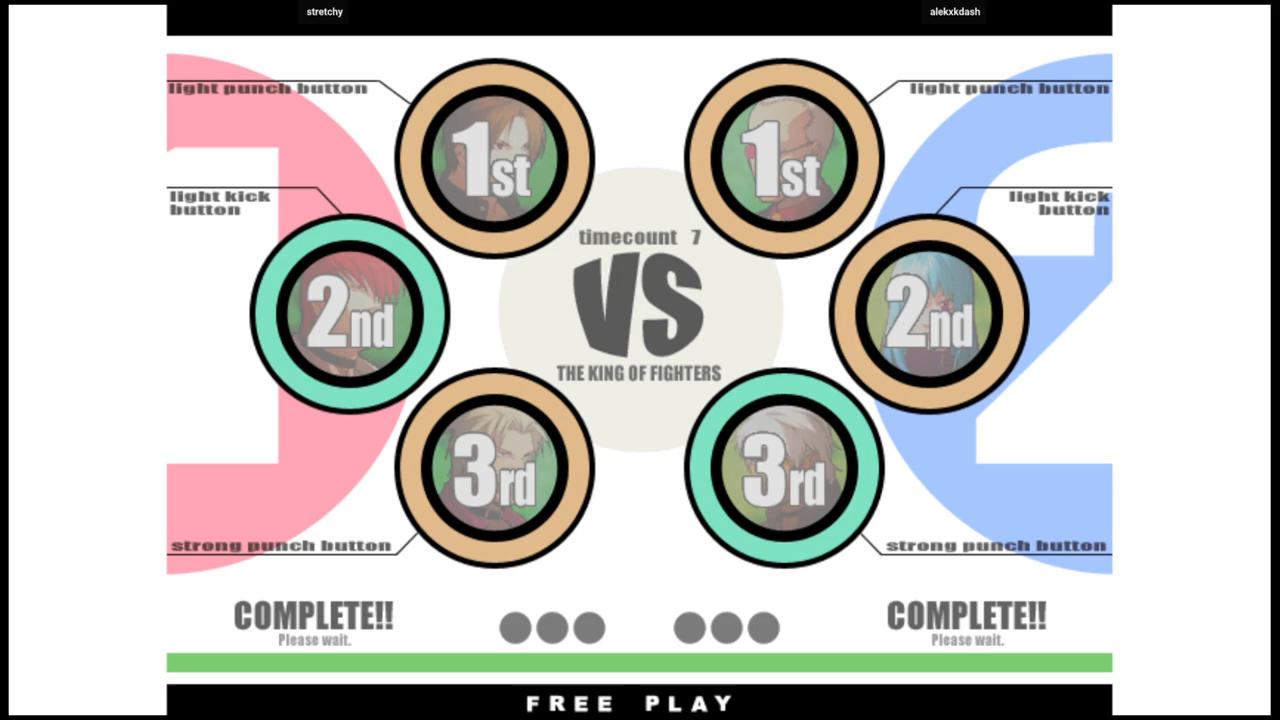 stretchy
alekxkdash
light punch button
light punch button
1st
1st
light kick
button
light kick
button
timecount 7
VS
2nd
2nd
THE KING OF FIGHTERS
3rd
3rd
strong punch button
strong punch button
COMPLETE!!
Please wait.
COMPLETE!!
Please wait.
FREE PLAY